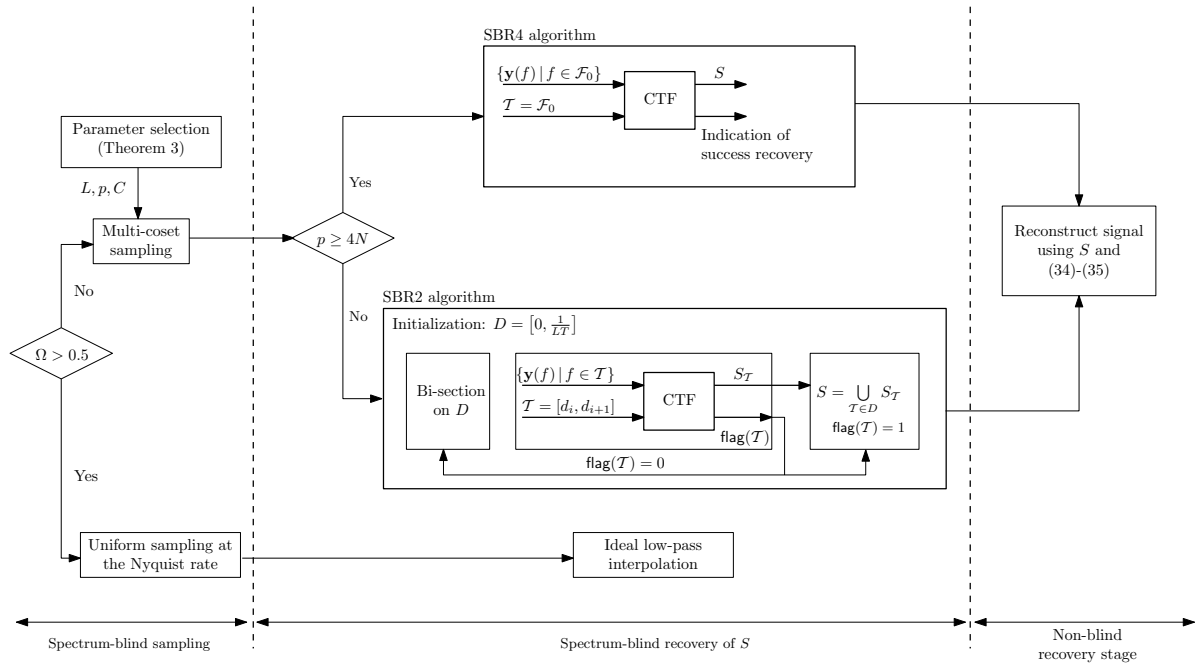 SBR4 algorithm
{y(f) | f ∈ F₀}
T = F₀
CTF
S
Indication of
success recovery
Parameter selection
(Theorem 3)
L, p, C
Multi-coset
sampling
Yes
p ≥ 4N
No
Reconstruct signal
using S and
(34)-(35)
No
Ω > 0.5
Yes
SBR2 algorithm
Initialization: D = [0, 1/LT]
Bi-section
on D
{y(f) | f ∈ T}
T = [dᵢ, dᵢ₊₁]
CTF
S_T
flag(T)
S = ⋃ S_T
T∈D
flag(T) = 1
flag(T) = 0
Uniform sampling at
the Nyquist rate
Ideal low-pass
interpolation
Spectrum-blind sampling
Spectrum-blind recovery of S
Non-blind
recovery stage